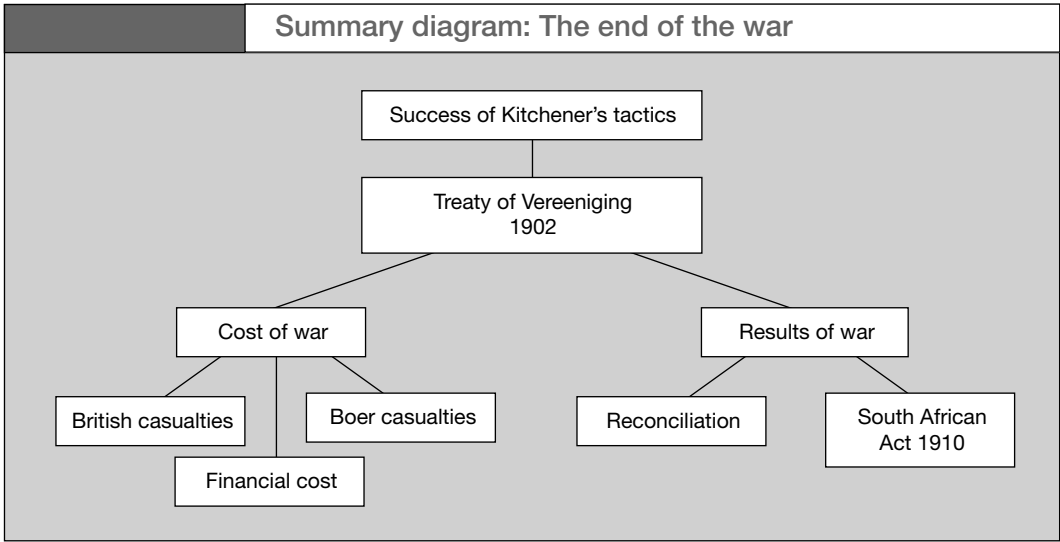 Summary diagram: The end of the war
Success of Kitchener's tactics
Treaty of Vereeniging
1902
Cost of war
Results of war
British casualties
Financial cost
Boer casualties
Reconciliation
South African
Act 1910